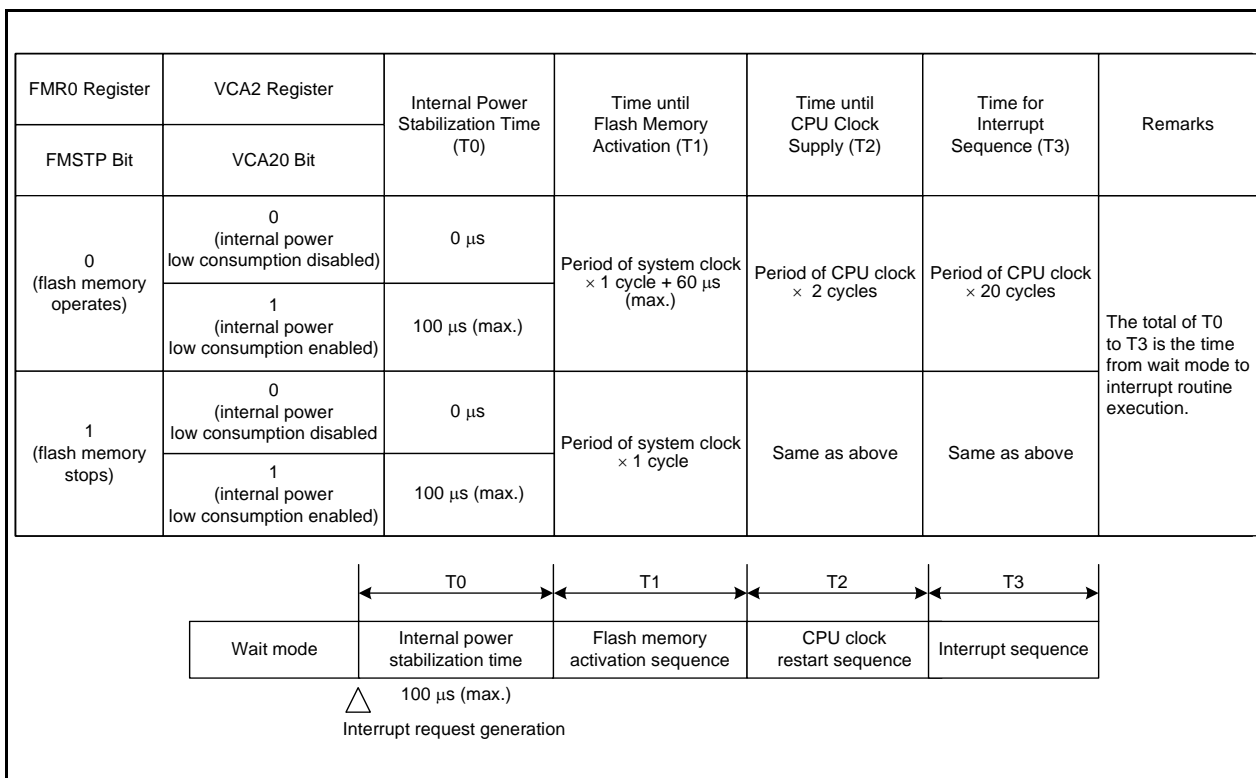 FMR0 Register
VCA2 Register
Internal Power
Stabilization Time
(T0)
Time until
Flash Memory
Activation (T1)
Time until
CPU Clock
Supply (T2)
Time for
Interrupt
Sequence (T3)
Remarks
FMSTP Bit
VCA20 Bit
0
(flash memory
operates)
0
(internal power
low consumption disabled)
0 μs
Period of system clock
× 1 cycle + 60 μs
(max.)
Period of CPU clock
× 2 cycles
Period of CPU clock
× 20 cycles
The total of T0
to T3 is the time
from wait mode to
interrupt routine
execution.
1
(internal power
low consumption enabled)
100 μs (max.)
1
(flash memory
stops)
0
(internal power
low consumption disabled
0 μs
Period of system clock
× 1 cycle
Same as above
Same as above
1
(internal power
low consumption enabled)
100 μs (max.)
T0
T1
T2
T3
Wait mode
Internal power
stabilization time
Flash memory
activation sequence
CPU clock
restart sequence
Interrupt sequence
100 μs (max.)
Interrupt request generation